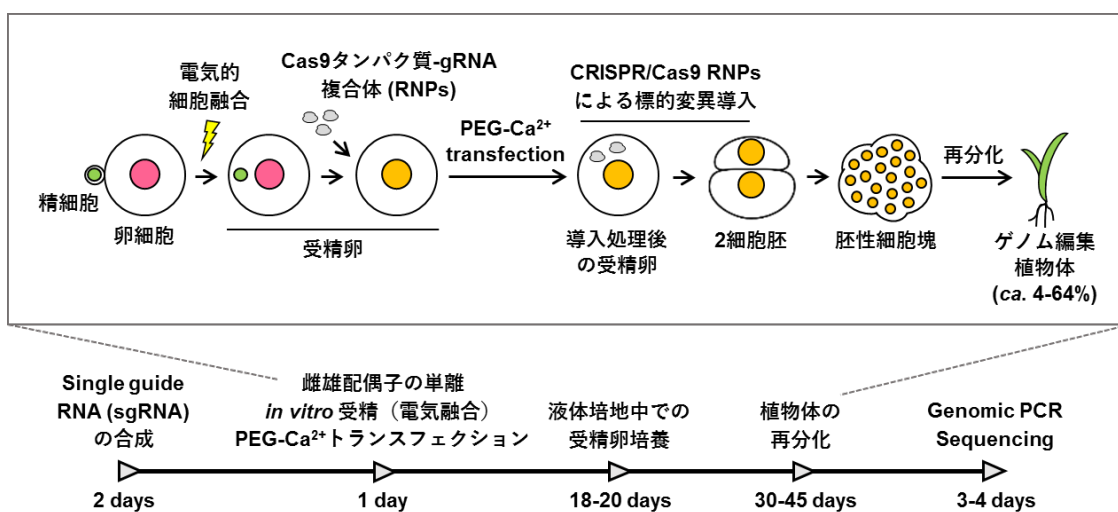 電気的
細胞融合
Cas9タンパク質-gRNA
複合体 (RNPs)
PEG-Ca²⁺
transfection
CRISPR/Cas9 RNPs
による標的変異導入
再分化
精細胞
卵細胞
受精卵
導入処理後
の受精卵
2細胞胚
胚性細胞塊
ゲノム編集
植物体
(ca. 4-64%)
Single guide
RNA (sgRNA)
の合成
雌雄配偶子の単離
in vitro 受精（電気融合）
PEG-Ca²⁺トランスフェクション
液体培地中での
受精卵培養
植物体の
再分化
Genomic PCR
Sequencing
2 days
1 day
18-20 days
30-45 days
3-4 days